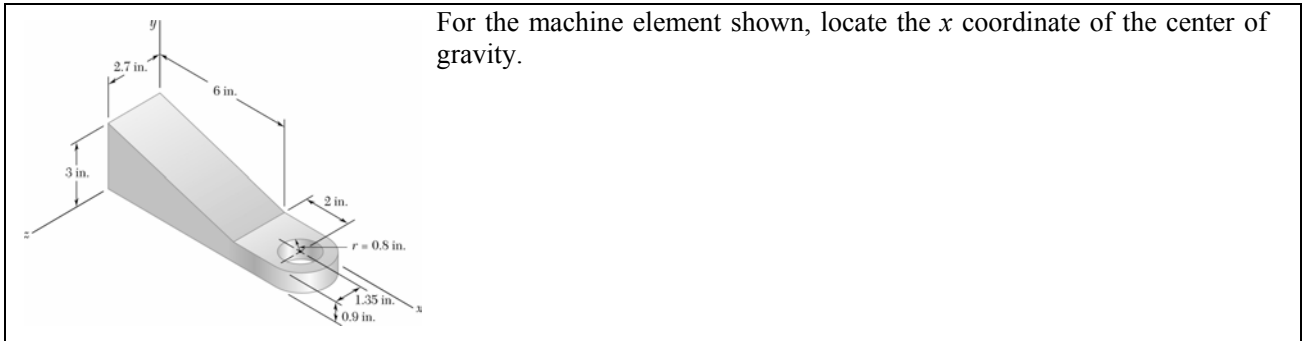 For the machine element shown, locate the x coordinate of the center of
gravity.
y
2.7 in.
6 in.
3 in.
2 in.
z
r = 0.8 in.
1.35 in.
x
0.9 in.